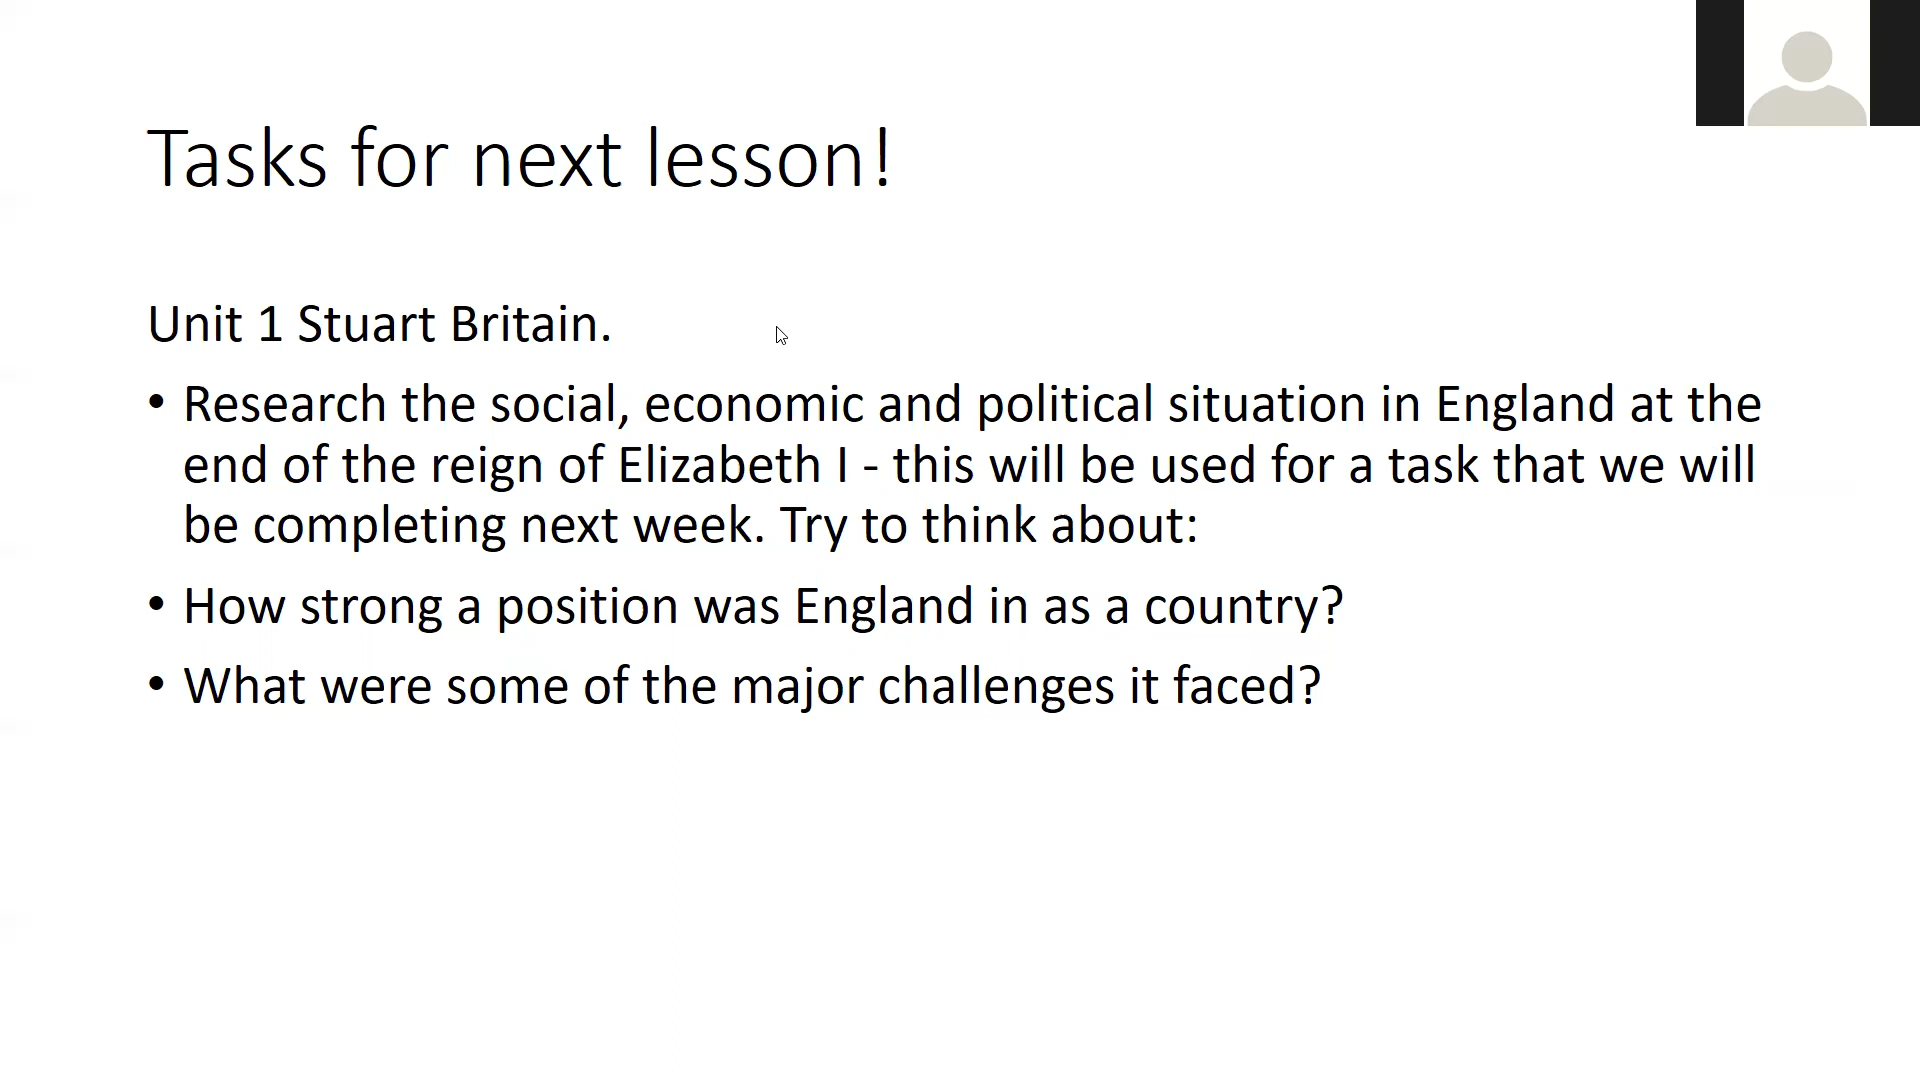 Tasks for next lesson!
Unit 1 Stuart Britain.
• Research the social, economic and political situation in England at the
end of the reign of Elizabeth I - this will be used for a task that we will
be completing next week. Try to think about:
• How strong a position was England in as a country?
• What were some of the major challenges it faced?